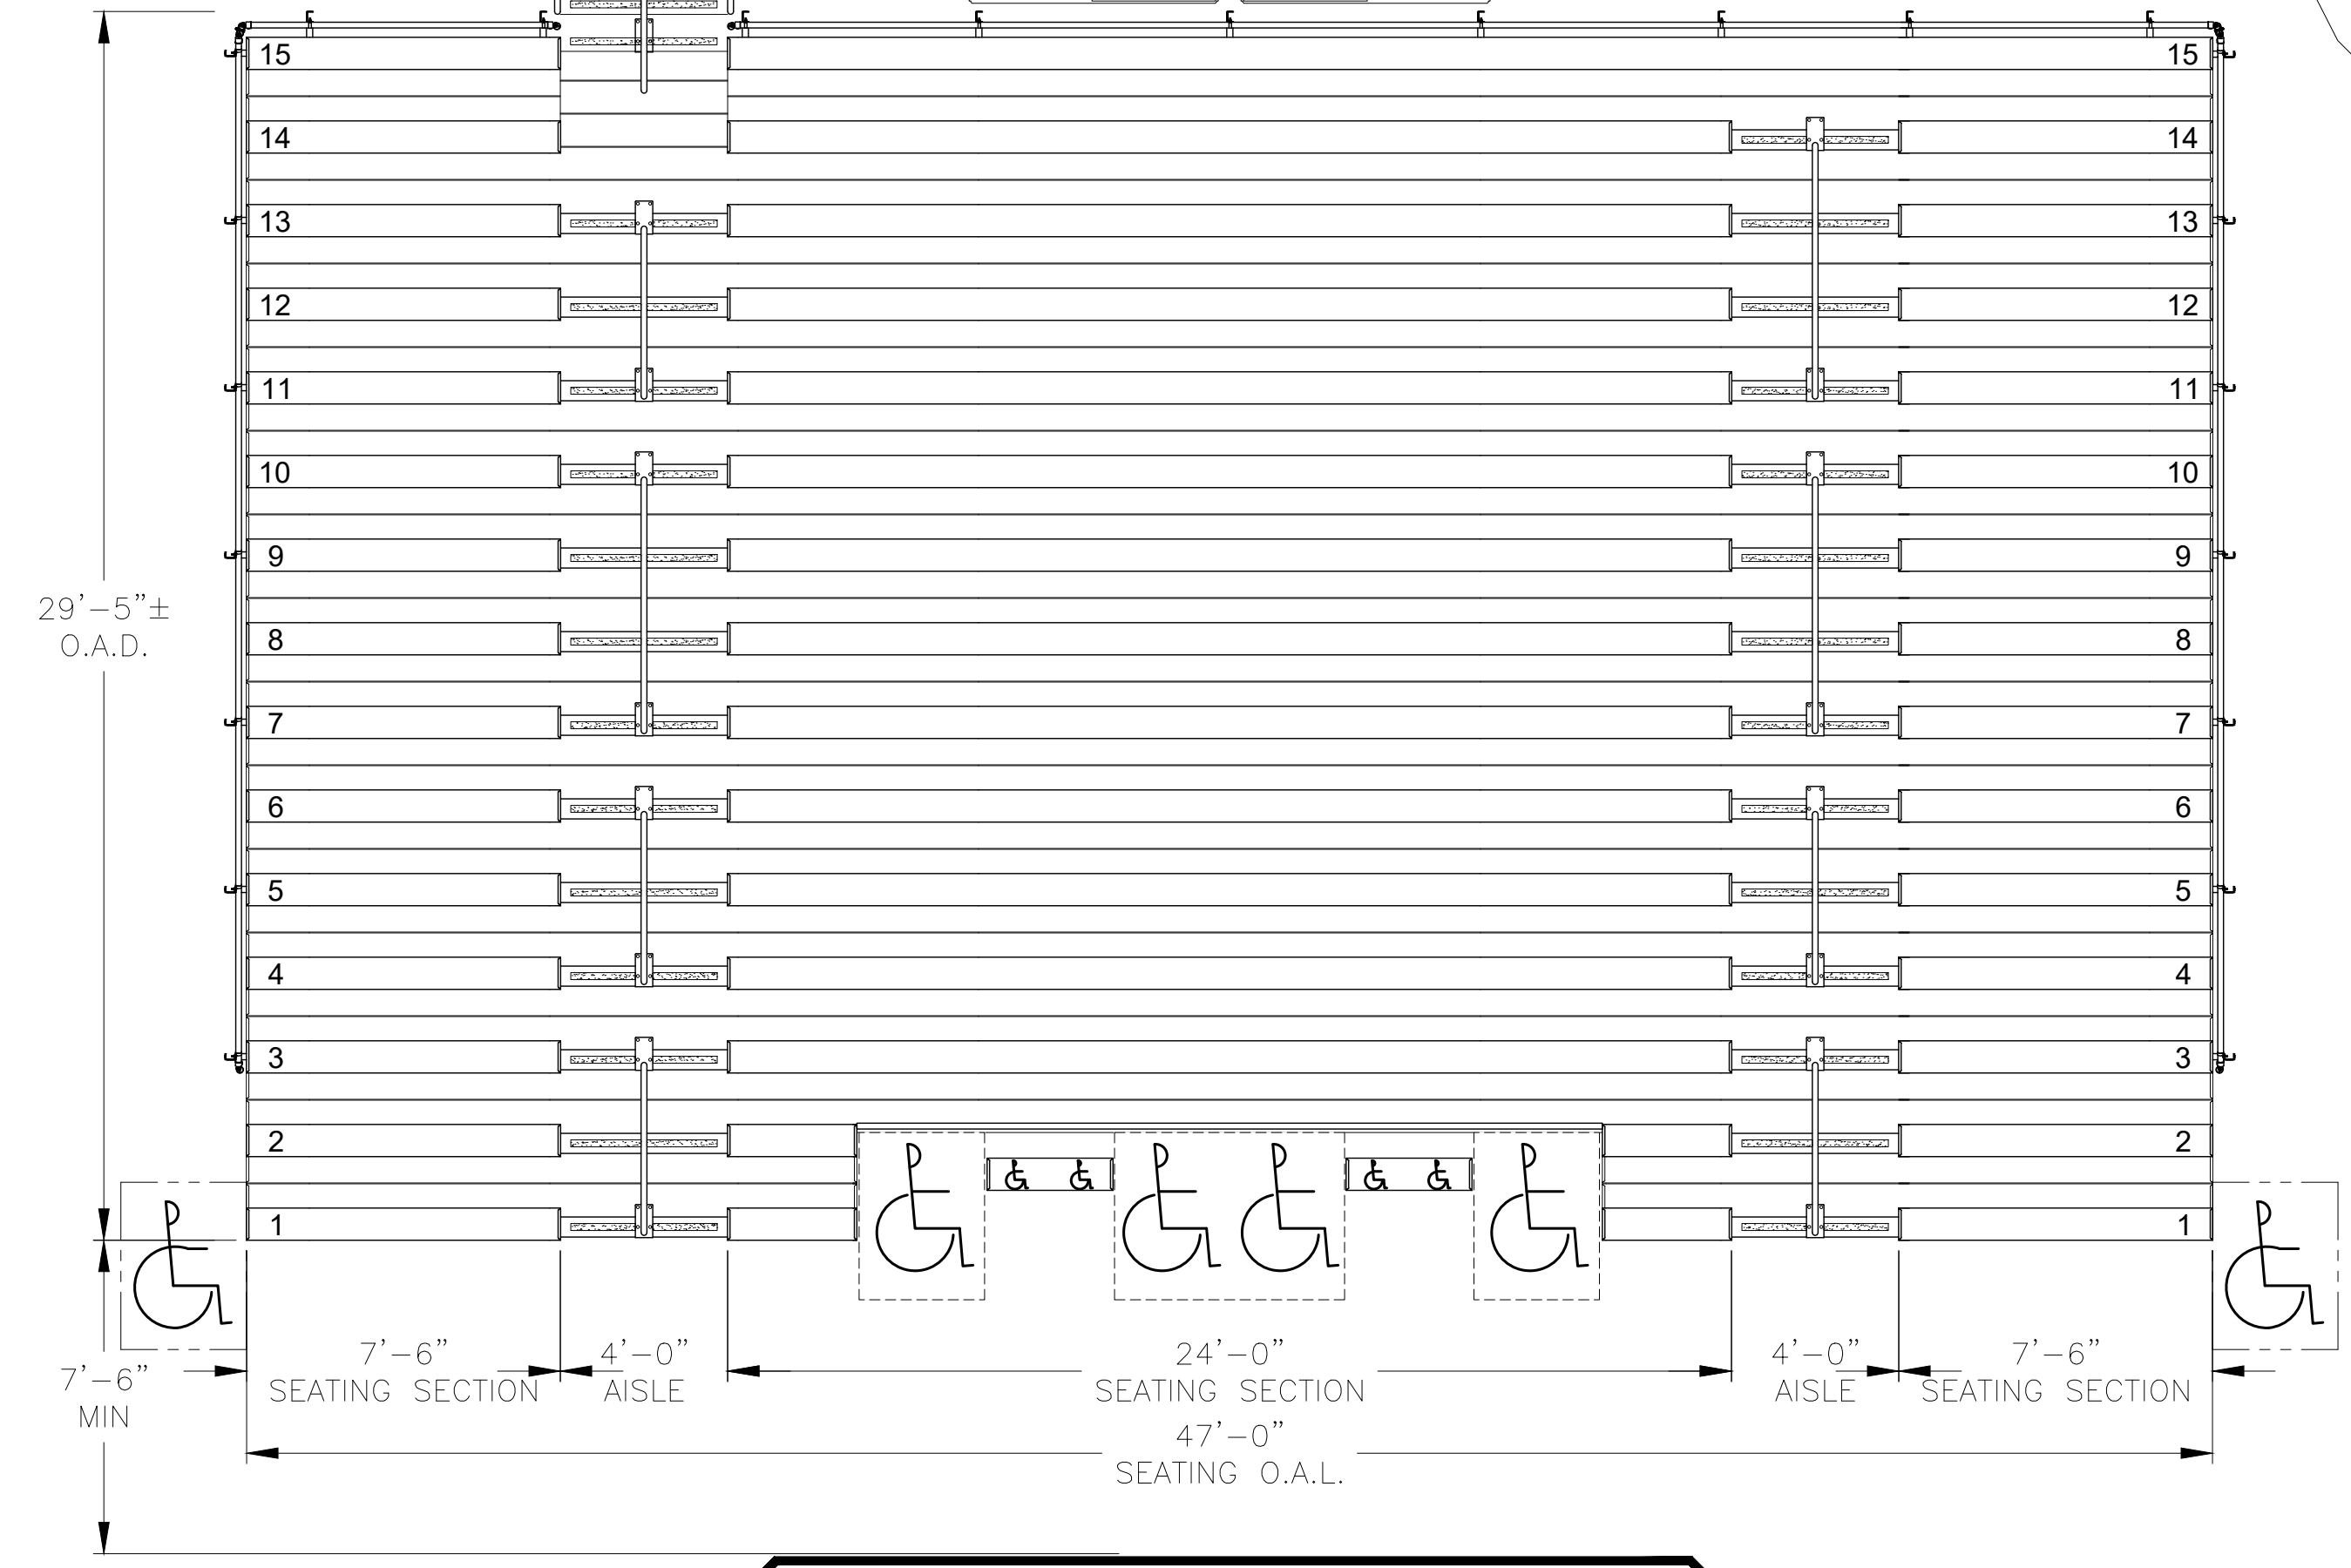 15 15
14 14
13 13
12 12
11 11
10 10
9 9
8 8
7 7
6 6
5 5
4 4
3 3
2 2
1 1
29'-5"±
O.A.D.
7'-6"
MIN
7'-6"
SEATING SECTION
4'-0"
AISLE
24'-0"
SEATING SECTION
4'-0"
AISLE
7'-6"
SEATING SECTION
47'-0"
SEATING O.A.L.